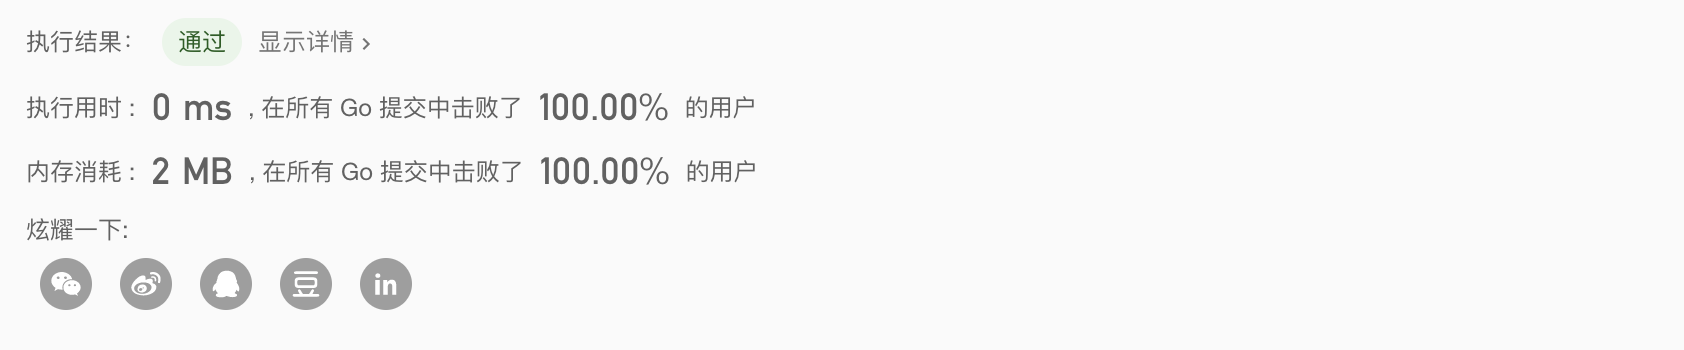 执行结果： 通过 显示详情 >
执行用时 : 0 ms , 在所有 Go 提交中击败了 100.00% 的用户
内存消耗 : 2 MB , 在所有 Go 提交中击败了 100.00% 的用户
炫耀一下:
豆 in